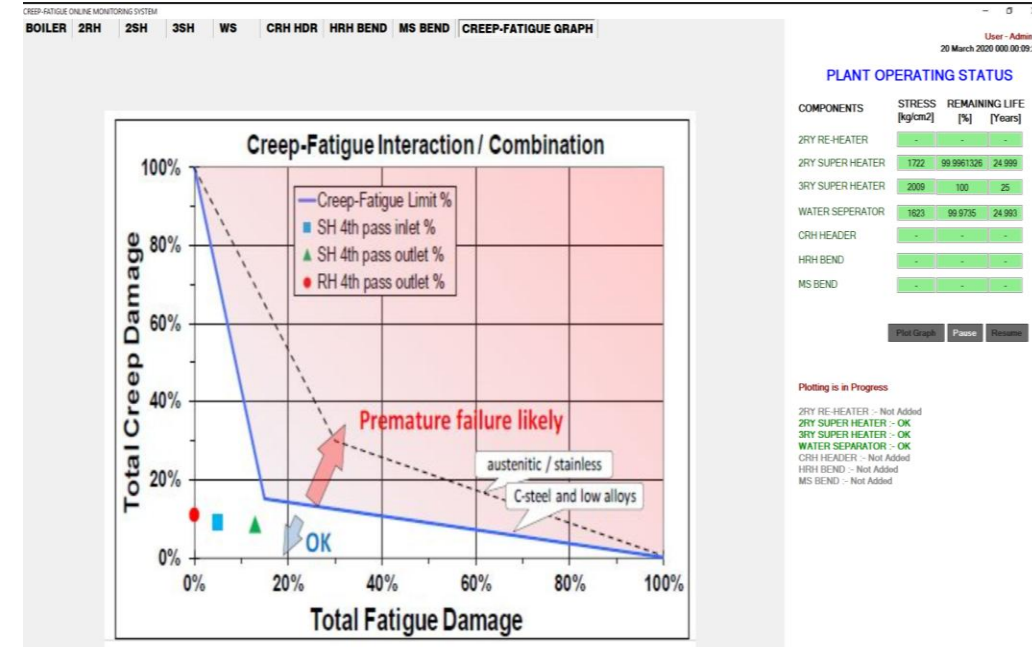 CREEP-FATIGUE ONLINE MONITORING SYSTEM
BOILER 2RH 2SH 3SH WS CRH HDR HRH BEND MS BEND CREEP-FATIGUE GRAPH
User - Admin
20 March 2020 000:00:09:
PLANT OPERATING STATUS
COMPONENTS STRESS [kg/cm2] REMAINING LIFE [%] [Years]
2RY RE-HEATER - - -
2RY SUPER HEATER 1722 99.9961326 24.999
3RY SUPER HEATER 2009 100 25
WATER SEPERATOR 1623 99.9735 24.993
CRH HEADER - - -
HRH BEND - - -
MS BEND - - -
Plot Graph Pause Resume
Plotting is in Progress
2RY RE-HEATER :- Not Added
2RY SUPER HEATER :- OK
3RY SUPER HEATER :- OK
WATER SEPARATOR :- OK
CRH HEADER :- Not Added
HRH BEND :- Not Added
MS BEND :- Not Added
Creep-Fatigue Interaction / Combination
Creep-Fatigue Limit %
SH 4th pass inlet %
SH 4th pass outlet %
RH 4th pass outlet %
Total Creep Damage
100%
80%
60%
40%
20%
0%
Premature failure likely
austenitic / stainless
C-steel and low alloys
OK
0% 20% 40% 60% 80% 100%
Total Fatigue Damage